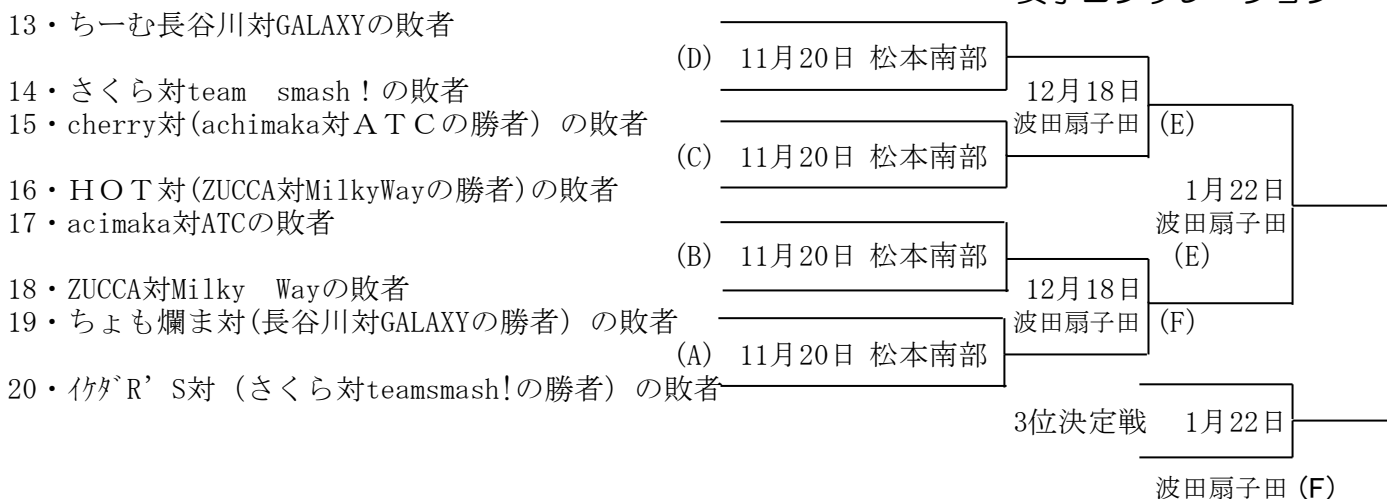 13・ちーむ長谷川対GALAXYの敗者
(D) 11月20日 松本南部
14・さくら対team　smash！の敗者
12月18日
15・cherry対(achimaka対ＡＴＣの勝者）の敗者
波田扇子田 (E)
(C) 11月20日 松本南部
16・ＨＯＴ対(ZUCCA対MilkyWayの勝者)の敗者
1月22日
17・acimaka対ATCの敗者
波田扇子田
(B) 11月20日 松本南部
(E)
18・ZUCCA対Milky　Wayの敗者
12月18日
19・ちょも爛ま対(長谷川対GALAXYの勝者）の敗者
波田扇子田 (F)
(A) 11月20日 松本南部
20・ｲｹﾀﾞR’S対（さくら対teamsmash!の勝者）の敗者
3位決定戦 1月22日
波田扇子田 (F)